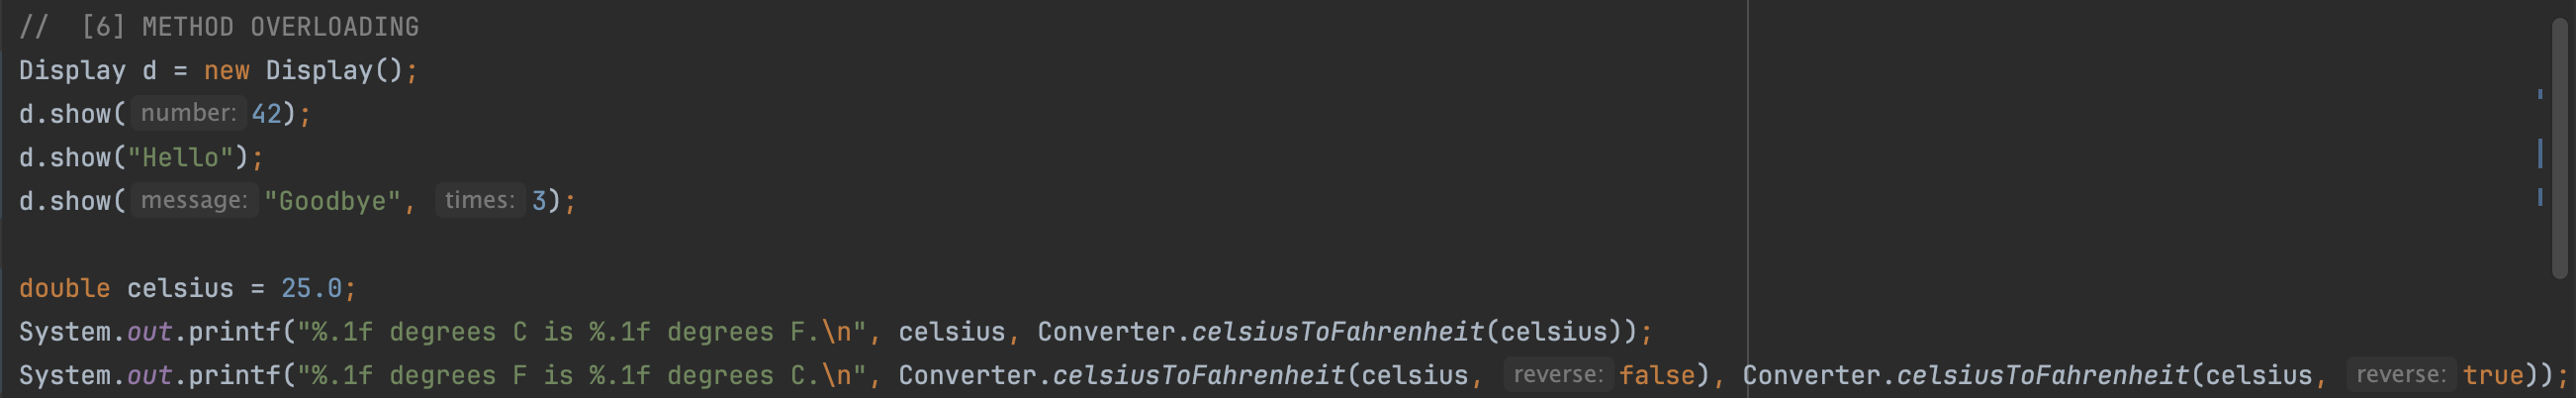 //  [6] METHOD OVERLOADING
Display d = new Display();
d.show( number: 42);
d.show("Hello");
d.show( message: "Goodbye", times: 3);
double celsius = 25.0;
System.out.printf("%.1f degrees C is %.1f degrees F.\n", celsius, Converter.celsiusToFahrenheit(celsius));
System.out.printf("%.1f degrees F is %.1f degrees C.\n", Converter.celsiusToFahrenheit(celsius, reverse: false), Converter.celsiusToFahrenheit(celsius, reverse: true));